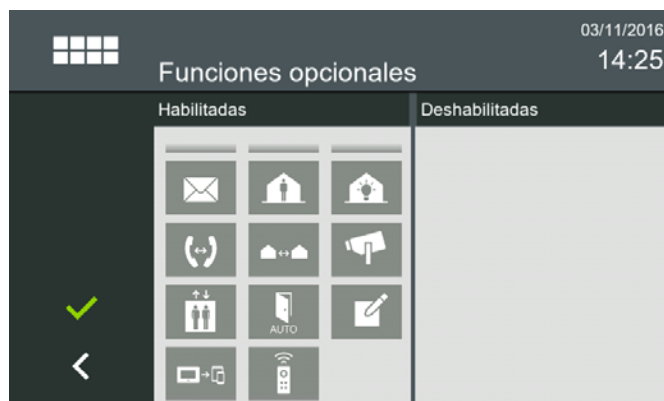 03/11/2016
14:25
Funciones opcionales
Habilitadas
Deshabilitadas
AUTO